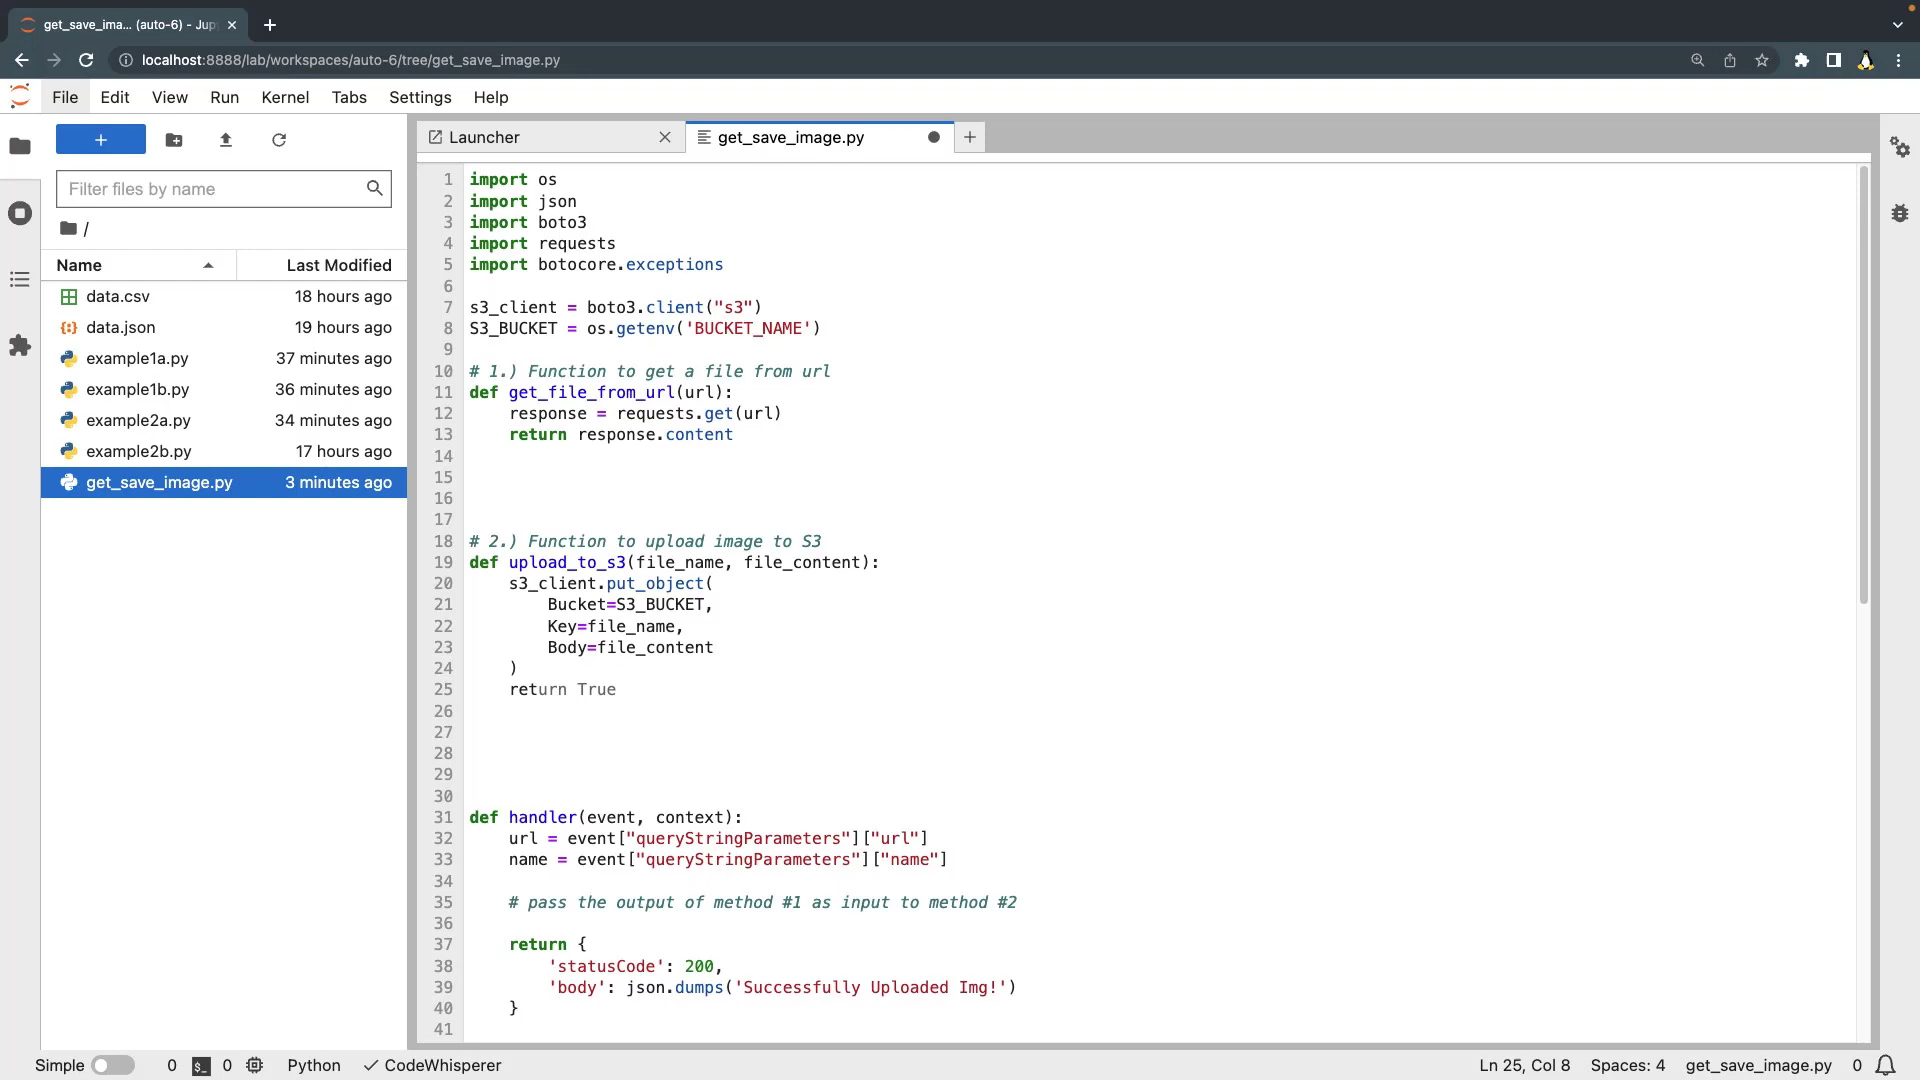 get_save_ima... (auto-6) - Jup
localhost:8888/lab/workspaces/auto-6/tree/get_save_image.py
File Edit View Run Kernel Tabs Settings Help
Launcher
get_save_image.py
Filter files by name
/
Name Last Modified
data.csv 18 hours ago
data.json 19 hours ago
example1a.py 37 minutes ago
example1b.py 36 minutes ago
example2a.py 34 minutes ago
example2b.py 17 hours ago
get_save_image.py 3 minutes ago
1 import os
2 import json
3 import boto3
4 import requests
5 import botocore.exceptions
6
7 s3_client = boto3.client("s3")
8 S3_BUCKET = os.getenv('BUCKET_NAME')
9
10 # 1.) Function to get a file from url
11 def get_file_from_url(url):
12     response = requests.get(url)
13     return response.content
14
15
16
17
18 # 2.) Function to upload image to S3
19 def upload_to_s3(file_name, file_content):
20     s3_client.put_object(
21         Bucket=S3_BUCKET,
22         Key=file_name,
23         Body=file_content
24     )
25     return True
26
27
28
29
30
31 def handler(event, context):
32     url = event["queryStringParameters"]["url"]
33     name = event["queryStringParameters"]["name"]
34
35     # pass the output of method #1 as input to method #2
36
37     return {
38         'statusCode': 200,
39         'body': json.dumps('Successfully Uploaded Img!')
40     }
41
Simple 0 $_ 0 Python CodeWhisperer Ln 25, Col 8 Spaces: 4 get_save_image.py 0